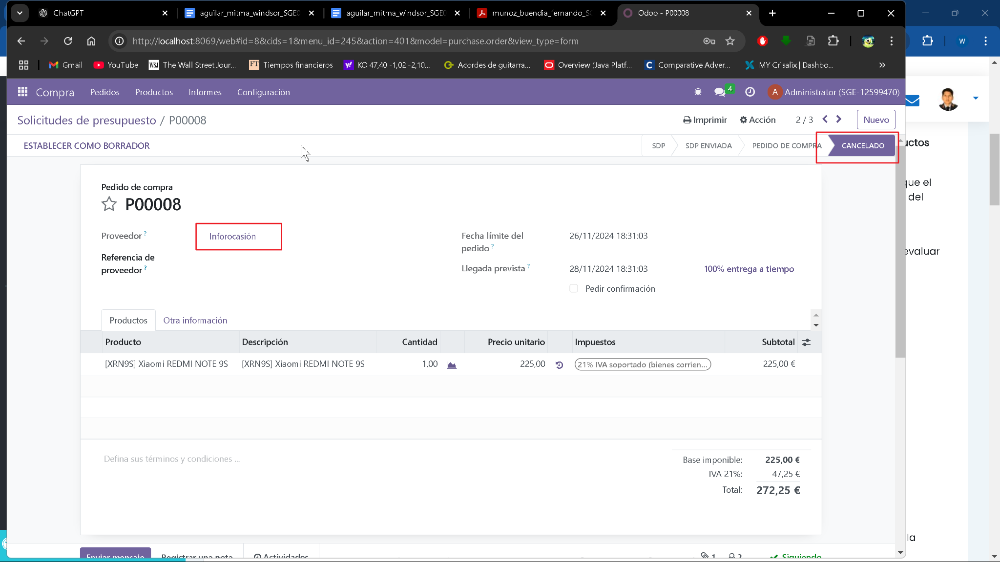 ChatGPT
aguilar_mitma_windsor_SGE0
aguilar_mitma_windsor_SGE0
munoz_buendia_fernando_S
Odoo - P00008
http://localhost:8069/web#id=8&cids=1&menu_id=245&action=401&model=purchase.order&view_type=form
W
Gmail
YouTube
WSJ The Wall Street Jour...
FT Tiempos financieros
KO 47,40 -1,02 -2,10...
Acordes de guitarra...
Overview (Java Platf...
C Comparative Adver...
MY Crisalix | Dashbo...
Compra Pedidos Productos Informes Configuración
4
A Administrator (SGE-12599470)
Solicitudes de presupuesto / P00008
Imprimir Acción 2 / 3 Nuevo
ESTABLECER COMO BORRADOR
SDP SDP ENVIADA PEDIDO DE COMPRA CANCELADO
uctos
que el
del
evaluar
la
Pedido de compra
P00008
Proveedor ? Inforocasión
Referencia de
proveedor ?
Fecha límite del
pedido ?
26/11/2024 18:31:03
Llegada prevista ? 28/11/2024 18:31:03 100% entrega a tiempo
Pedir confirmación
Productos Otra información
Producto Descripción Cantidad Precio unitario Impuestos Subtotal
[XRN9S] Xiaomi REDMI NOTE 9S [XRN9S] Xiaomi REDMI NOTE 9S 1,00 225,00 21% IVA soportado (bienes corrien... 225,00 €
Defina sus términos y condiciones ...
Base imponible: 225,00 €
IVA 21%: 47,25 €
Total: 272,25 €
Enviar mensaje Registrar una nota Actividades 1 2 Siguiendo